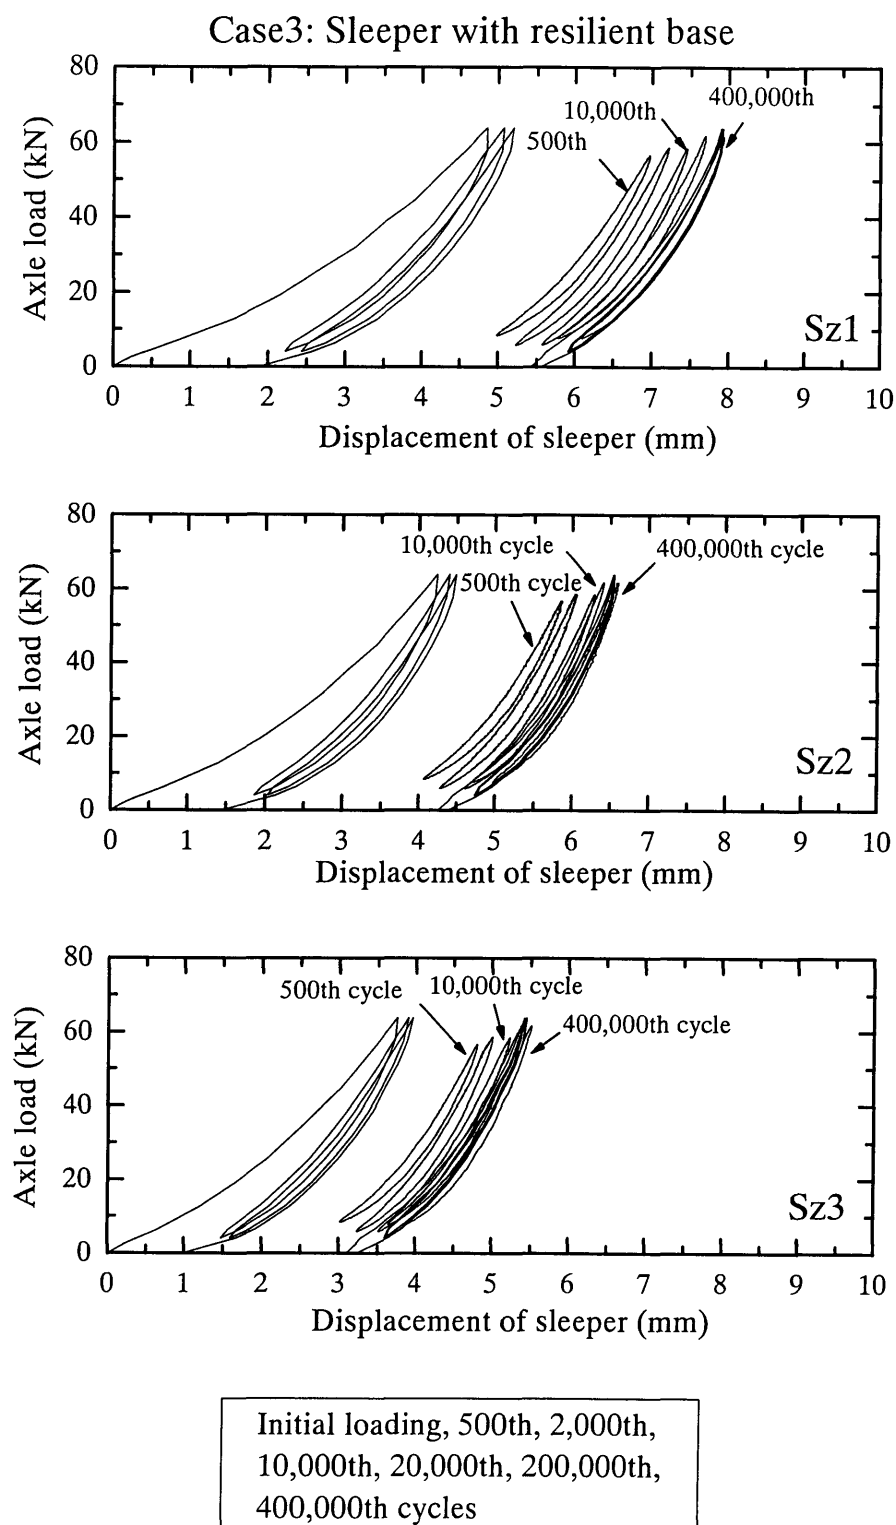 Case3: Sleeper with resilient base
80
60
40
20
0
Axle load (kN)
500th
10,000th
400,000th
Sz1
0 1 2 3 4 5 6 7 8 9 10
Displacement of sleeper (mm)
80
60
40
20
0
Axle load (kN)
10,000th cycle
400,000th cycle
500th cycle
Sz2
0 1 2 3 4 5 6 7 8 9 10
Displacement of sleeper (mm)
80
60
40
20
0
Axle load (kN)
500th cycle
10,000th cycle
400,000th cycle
Sz3
0 1 2 3 4 5 6 7 8 9 10
Displacement of sleeper (mm)
Initial loading, 500th, 2,000th,
10,000th, 20,000th, 200,000th,
400,000th cycles